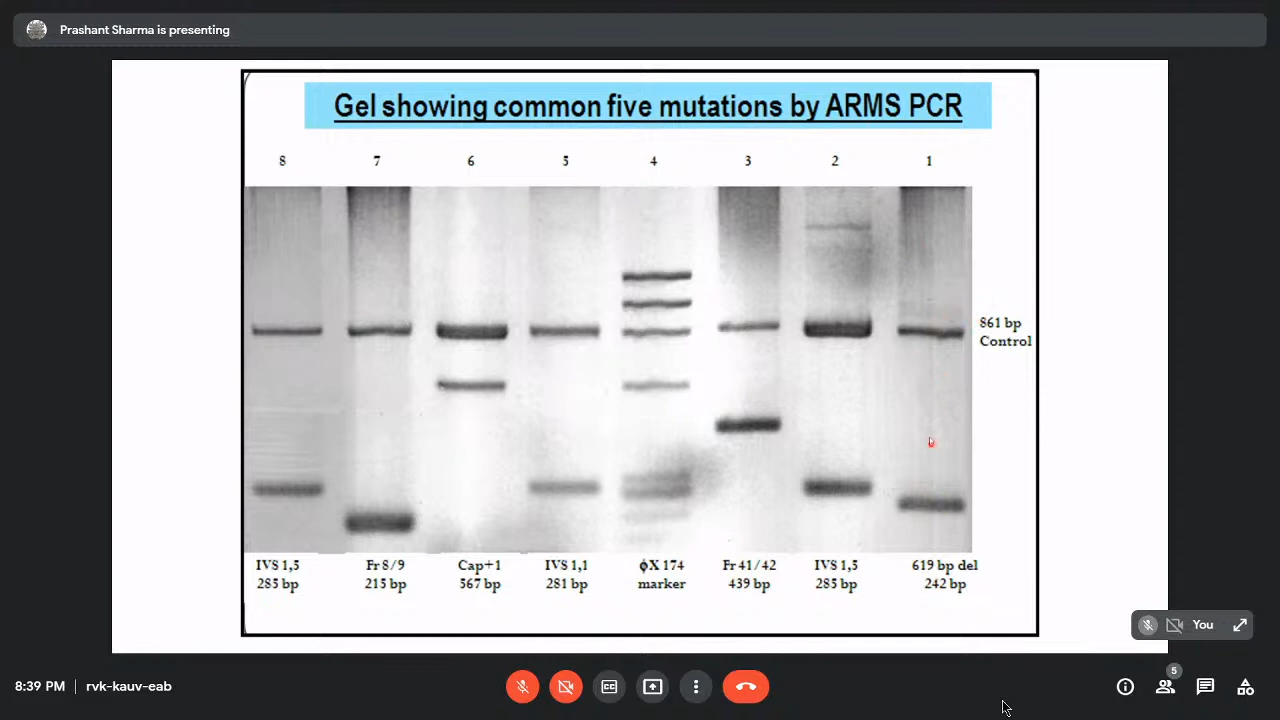 Prashant Sharma is presenting
Gel showing common five mutations by ARMS PCR
8 7 6 5 4 3 2 1
861 bp
Control
IVS 1,5 Fr 8/9 Cap+1 IVS 1,1 ϕX 174 Fr 41/42 IVS 1,5 619 bp del
285 bp 215 bp 567 bp 281 bp marker 439 bp 285 bp 242 bp
You
8:39 PM | rvk-kauv-eab
5